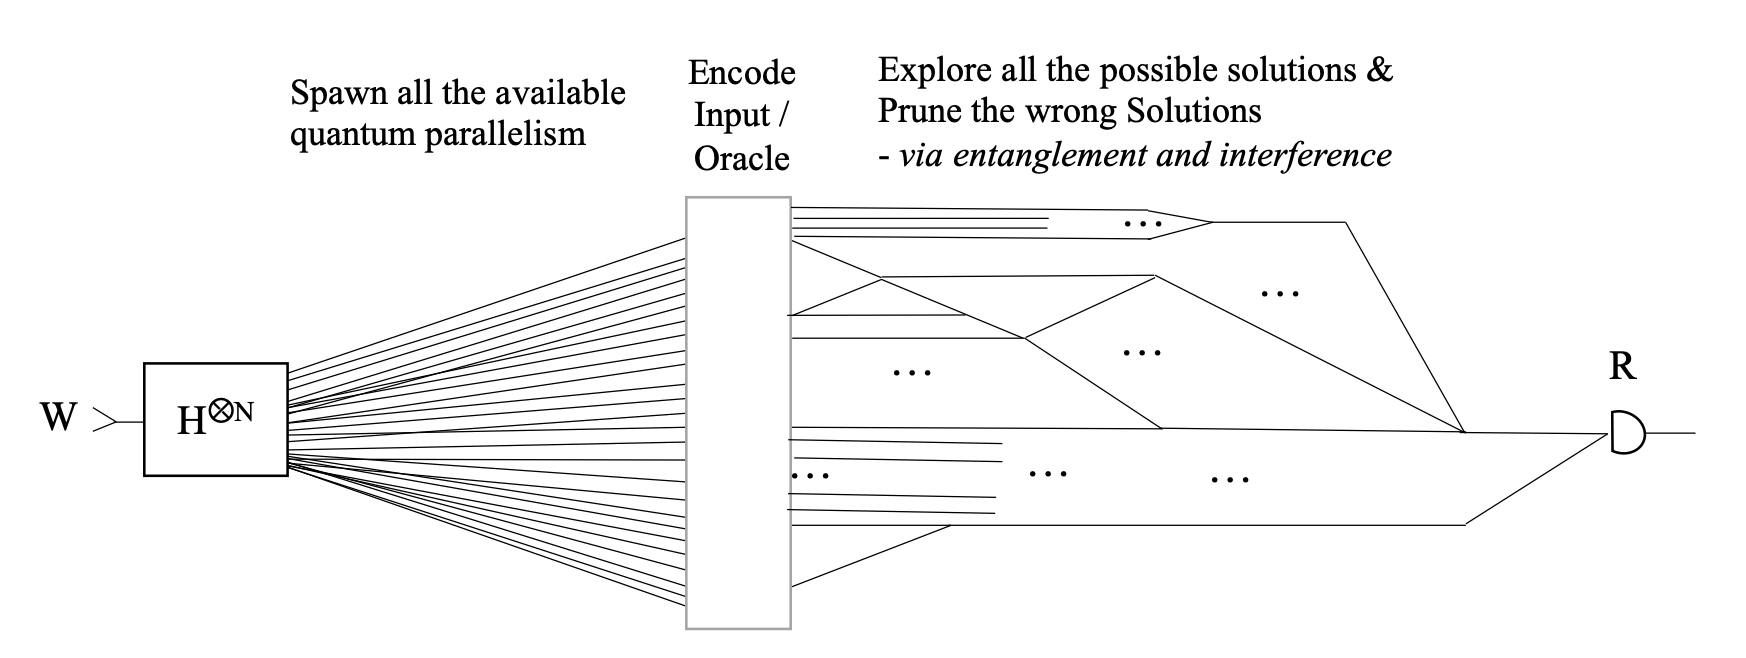 Spawn all the available
quantum parallelism
Encode
Input /
Oracle
Explore all the possible solutions &
Prune the wrong Solutions
- via entanglement and interference
W
H⊗N
R